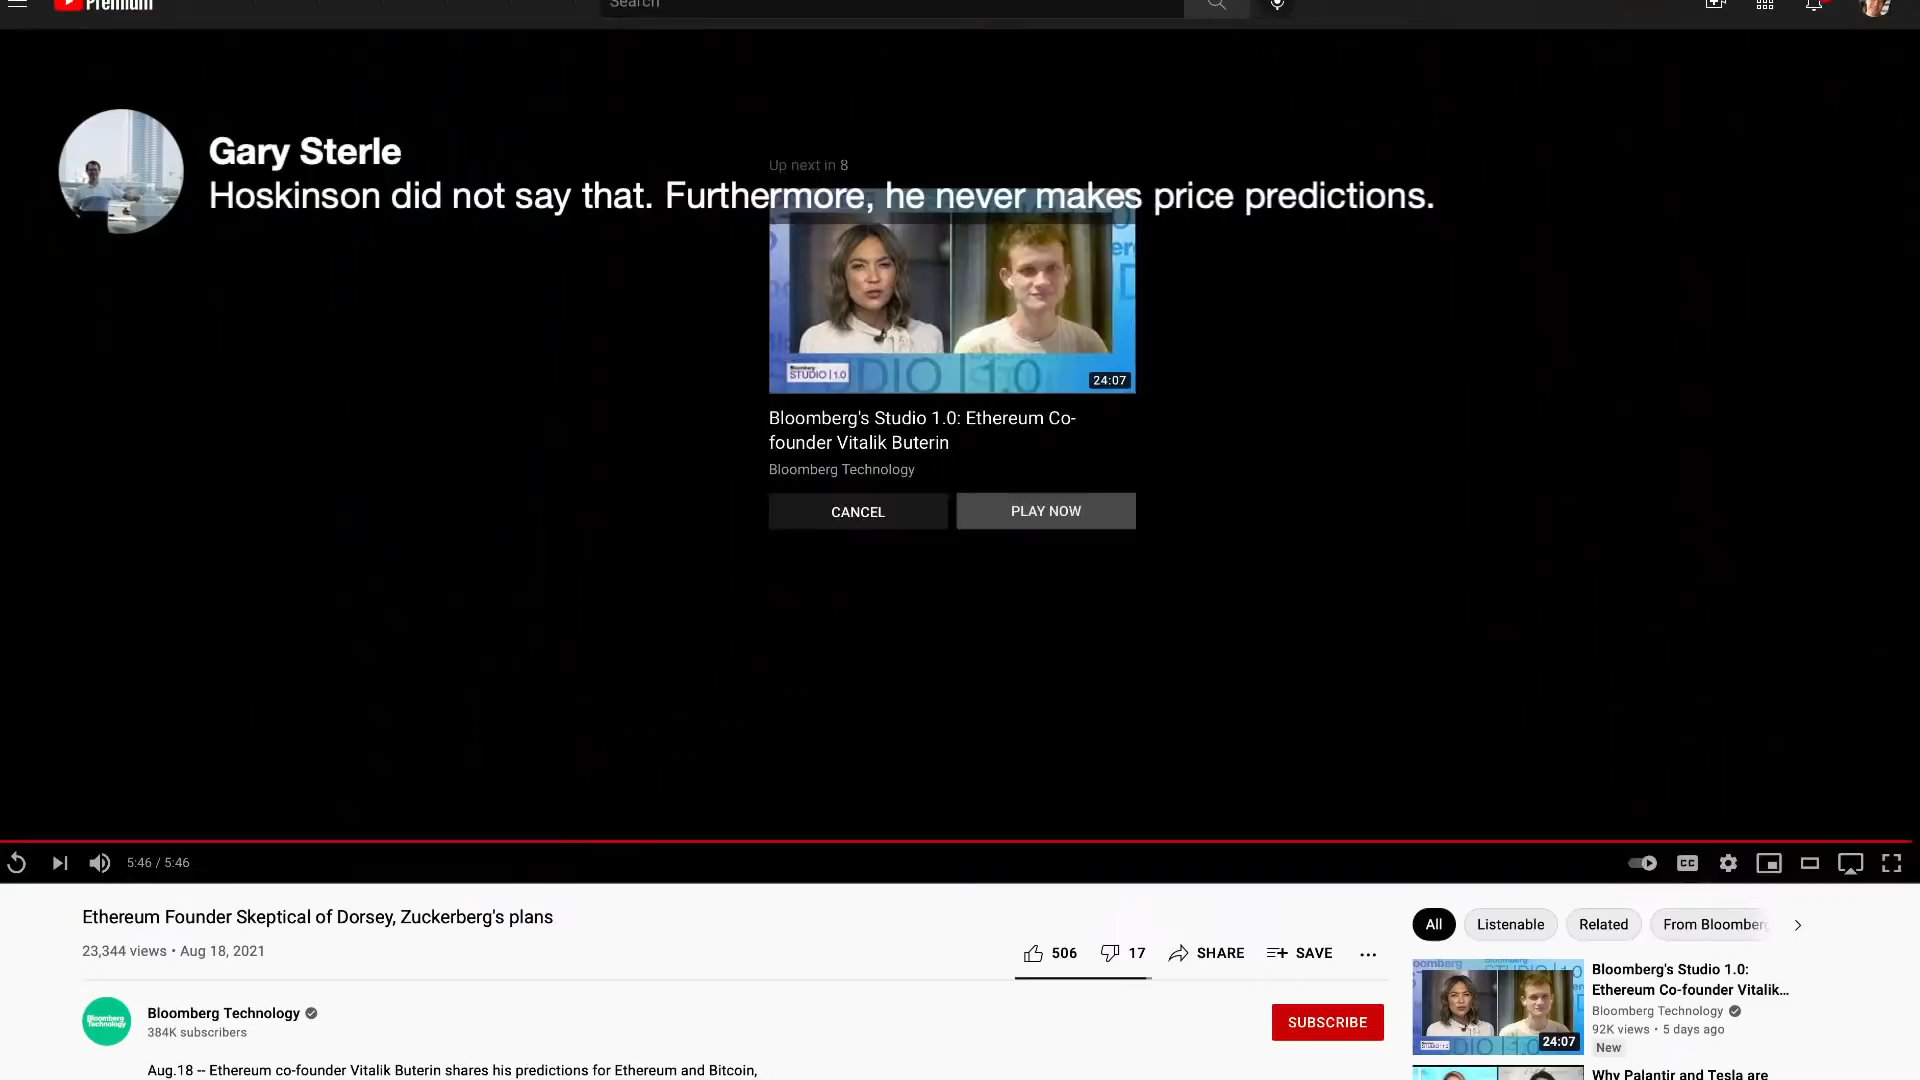 Premium
Search
Gary Sterle
Hoskinson did not say that. Furthermore, he never makes price predictions.
Up next in 8
Bloomberg
STUDIO | 1.0
24:07
Bloomberg's Studio 1.0: Ethereum Co-
founder Vitalik Buterin
Bloomberg Technology
CANCEL
PLAY NOW
5:46 / 5:46
CC
Ethereum Founder Skeptical of Dorsey, Zuckerberg's plans
23,344 views • Aug 18, 2021
506
17
SHARE
SAVE
Bloomberg
Technology
Bloomberg Technology
384K subscribers
SUBSCRIBE
Aug.18 -- Ethereum co-founder Vitalik Buterin shares his predictions for Ethereum and Bitcoin,
All
Listenable
Related
From Bloomberg
24:07
Bloomberg's Studio 1.0:
Ethereum Co-founder Vitalik...
Bloomberg Technology
92K views • 5 days ago
New
Why Palantir and Tesla are